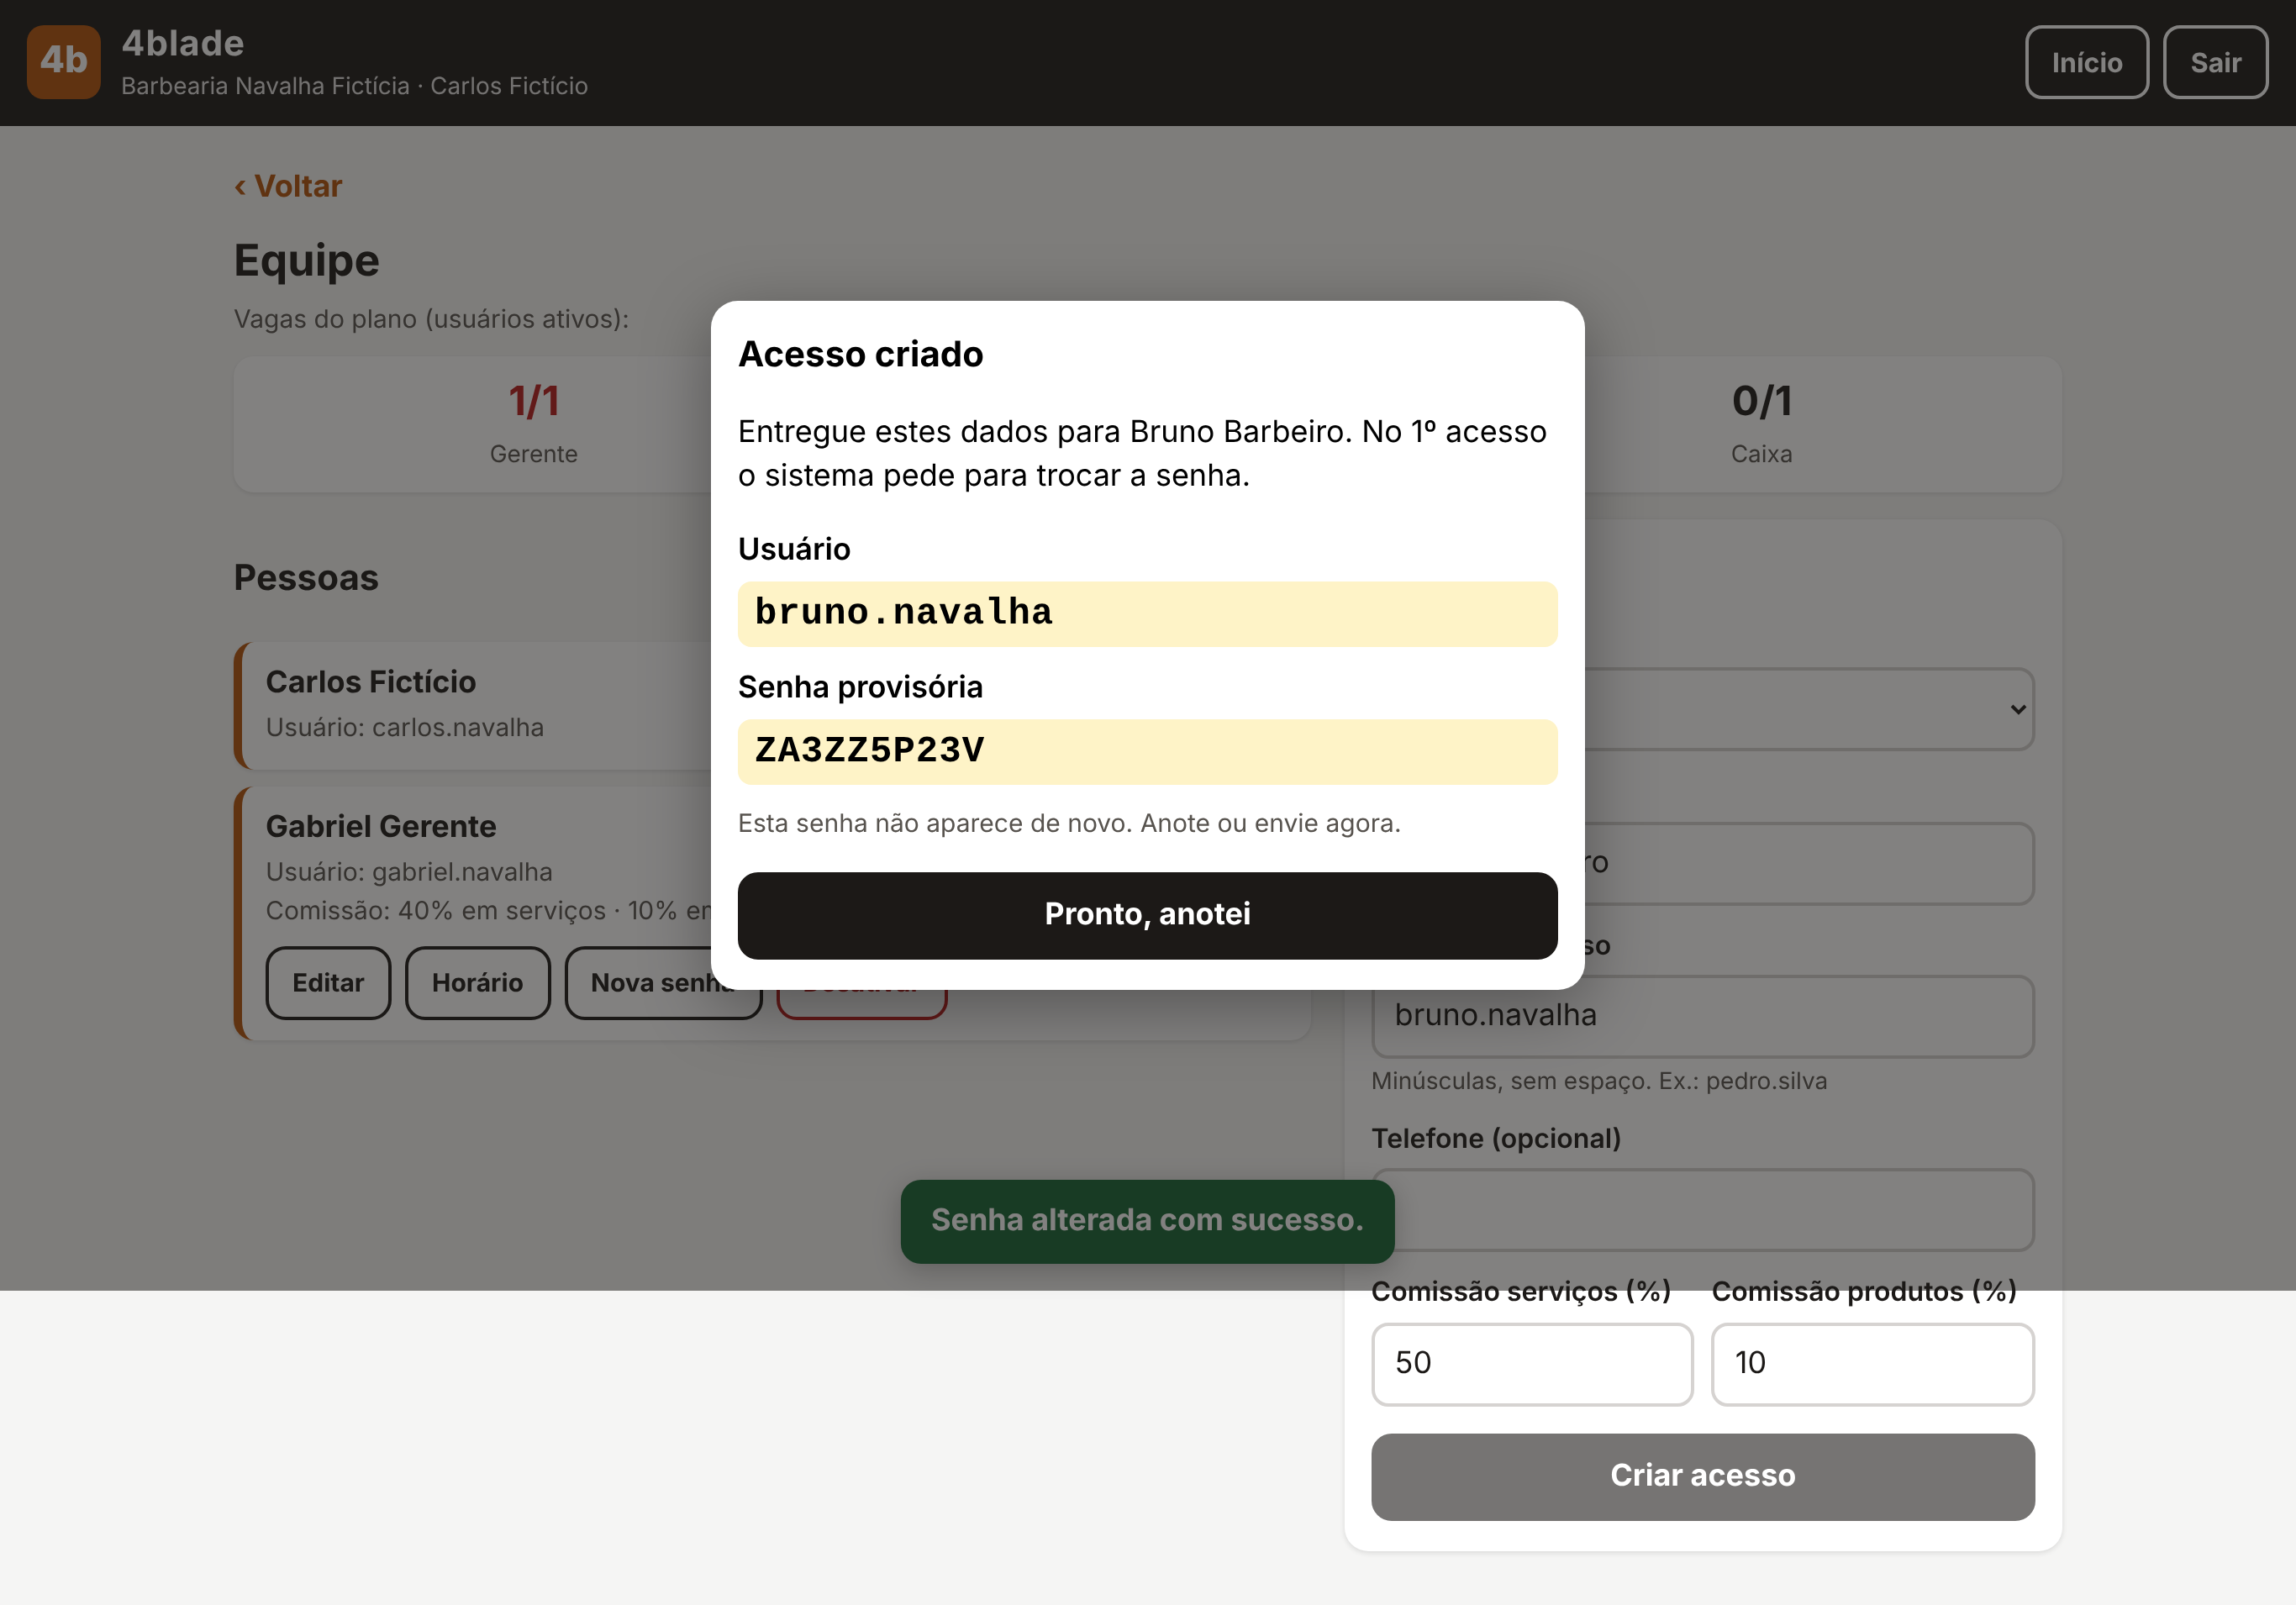 4b
4blade
Barbearia Navalha Fictícia · Carlos Fictício
Início
Sair
‹ Voltar
Equipe
Vagas do plano (usuários ativos):
1/1
Gerente
0/1
Caixa
Pessoas
Carlos Fictício
Usuário: carlos.navalha
Gabriel Gerente
Usuário: gabriel.navalha
Comissão: 40% em serviços · 10%
Editar
Horário
Nova senha
Acesso criado
Entregue estes dados para Bruno Barbeiro. No 1º acesso
o sistema pede para trocar a senha.
Usuário
bruno.navalha
Senha provisória
ZA3ZZ5P23V
Esta senha não aparece de novo. Anote ou envie agora.
Pronto, anotei
bruno.navalha
Minúsculas, sem espaço. Ex.: pedro.silva
Telefone (opcional)
Senha alterada com sucesso.
Comissão serviços (%)
Comissão produtos (%)
50
10
Criar acesso